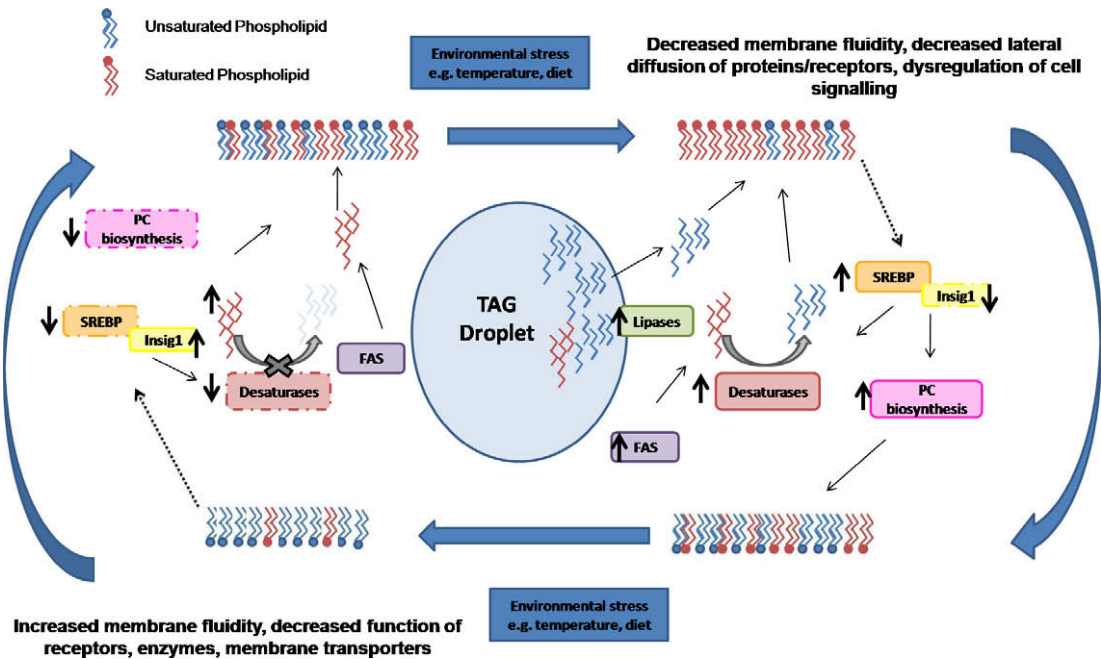 Unsaturated Phospholipid
Saturated Phospholipid
Environmental stress
e.g. temperature, diet
Decreased membrane fluidity, decreased lateral
diffusion of proteins/receptors, dysregulation of cell
signalling
PC
biosynthesis
SREBP
Insig1
Desaturases
FAS
TAG
Droplet
Lipases
FAS
Desaturases
SREBP
Insig1
PC
biosynthesis
Environmental stress
e.g. temperature, diet
Increased membrane fluidity, decreased function of
receptors, enzymes, membrane transporters